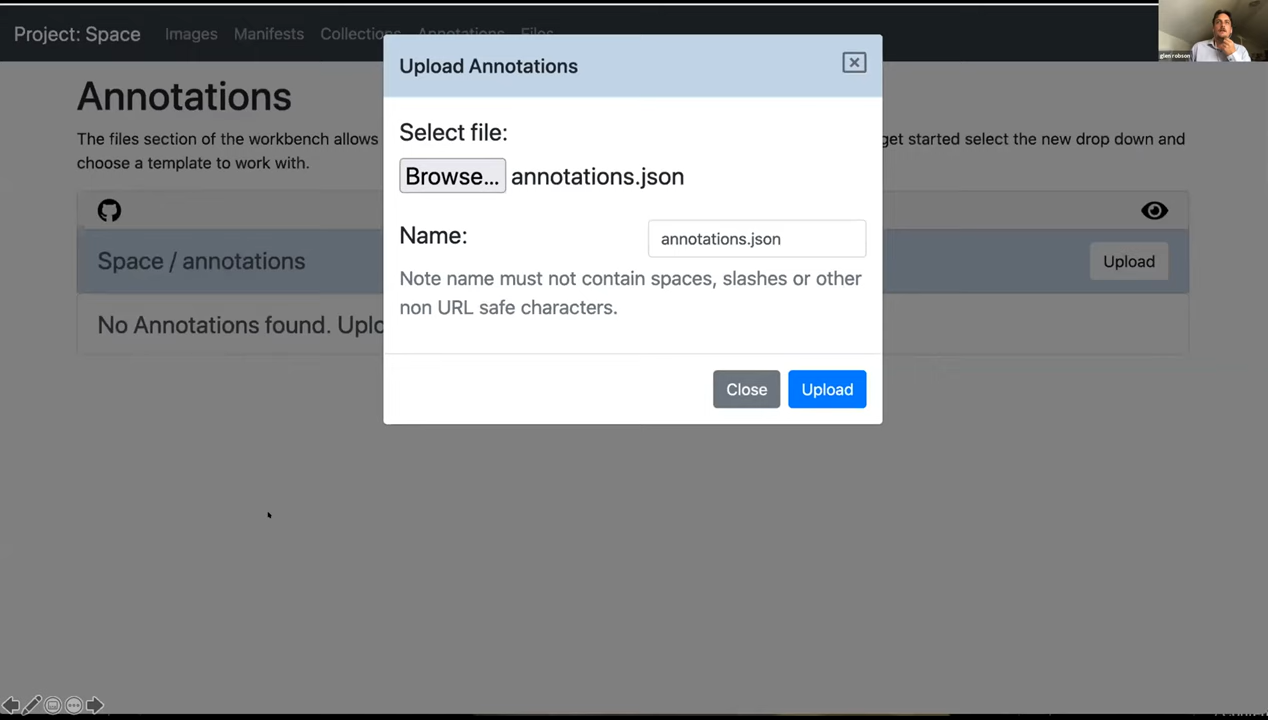 Project: Space Images Manifests Collections Annotations Files
glen robson
Upload Annotations
Annotations
Select file:
The files section of the workbench allows
get started select the new drop down and
choose a template to work with.
Browse... annotations.json
Name: annotations.json
Space / annotations
Upload
Note name must not contain spaces, slashes or other
non URL safe characters.
No Annotations found. Uplo
Close Upload